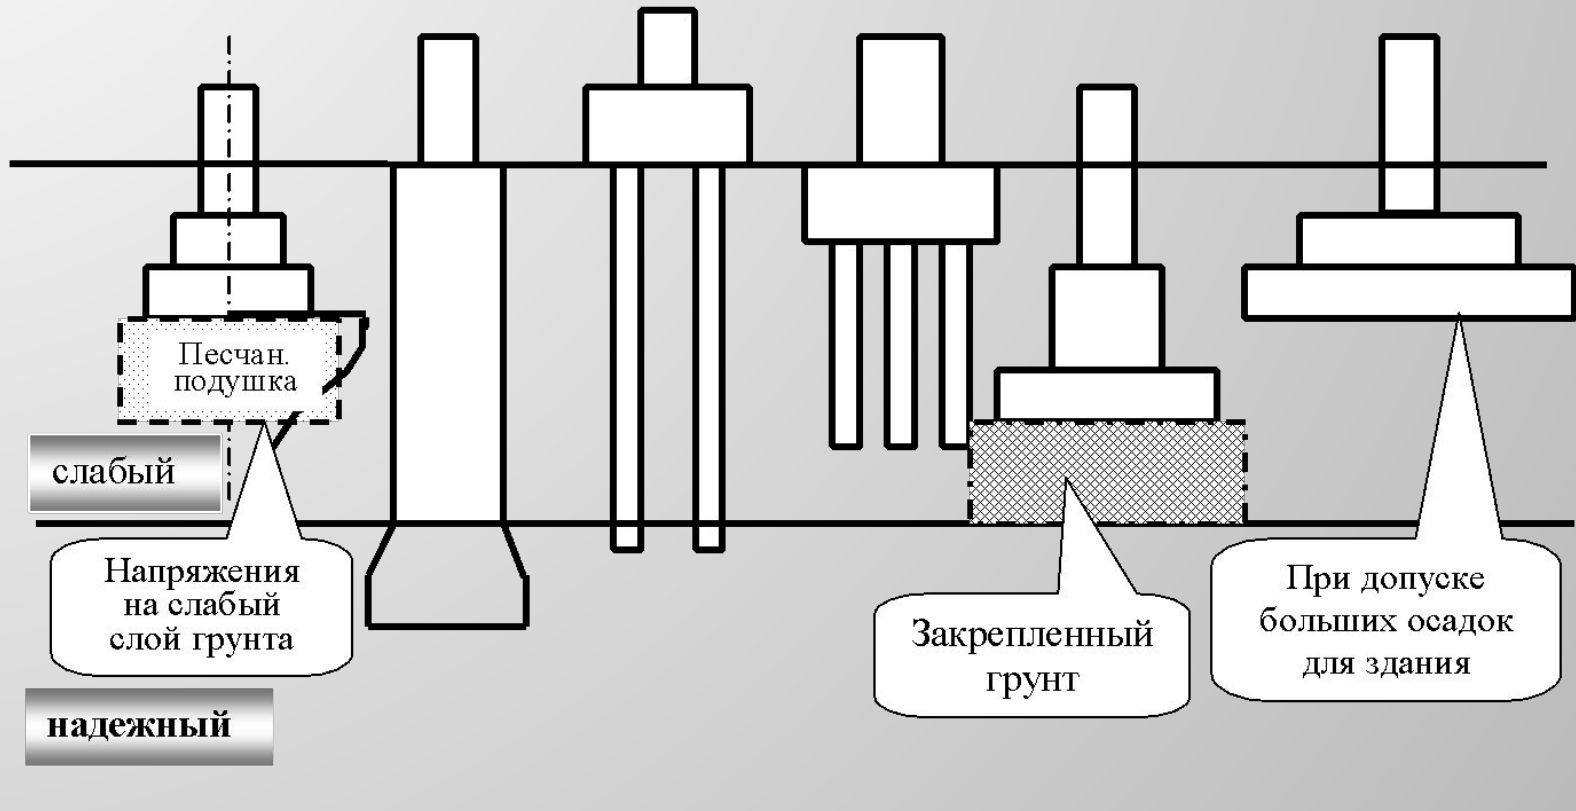 Песчан.
подушка
слабый
Напряжения
на слабый
слой грунта
надежный
Закрепленный
грунт
При допуске
больших осадок
для здания